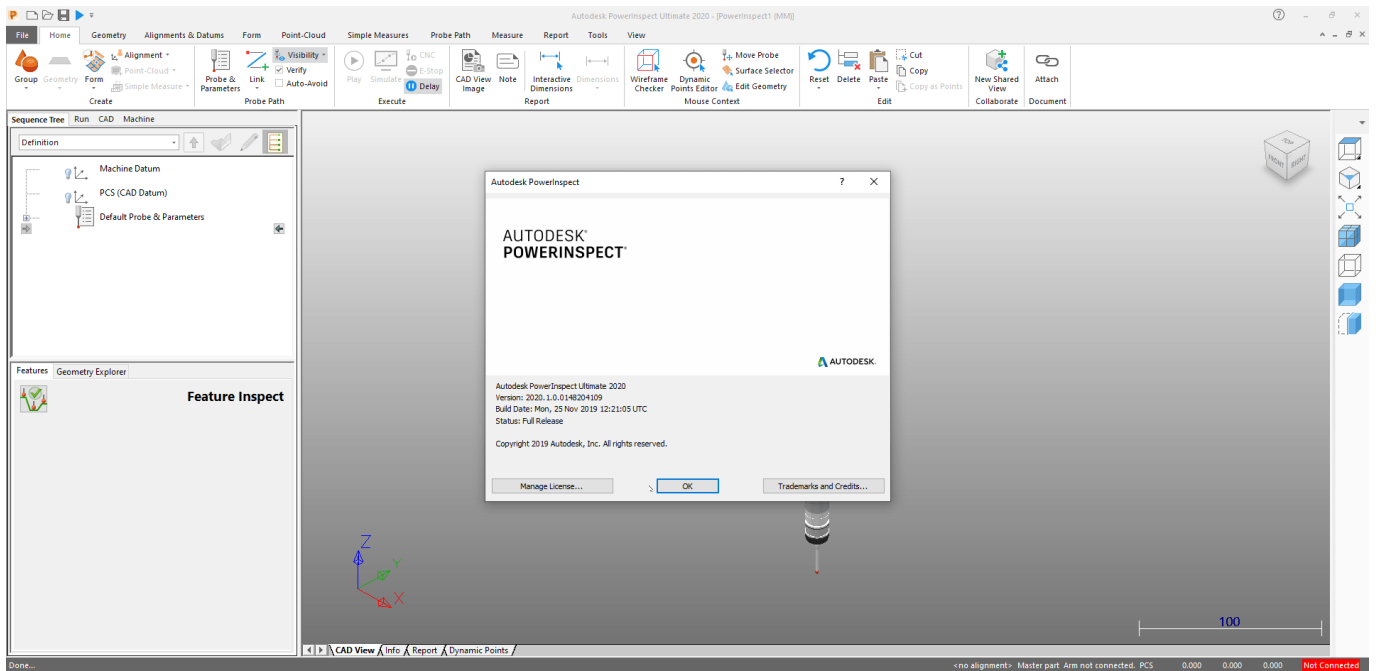 Autodesk PowerInspect Ultimate 2020 - [PowerInspect1 (MM)]
File Home Geometry Alignments & Datums Form Point-Cloud Simple Measures Probe Path Measure Report Tools View
Group Geometry Form Alignment Point-Cloud Simple Measure
Create
Probe & Parameters Link Visibility Verify Auto-Avoid
Probe Path
Play Simulate CNC E-Stop Delay
Execute
CAD View Image Note Interactive Dimensions Dimensions
Report
Wireframe Checker Dynamic Points Editor Move Probe Surface Selector Edit Geometry
Mouse Context
Reset Delete Paste Cut Copy Copy as Points
Edit
New Shared View
Collaborate
Attach
Document
Sequence Tree Run CAD Machine
Definition
Machine Datum
PCS (CAD Datum)
Default Probe & Parameters
TOP
FRONT RIGHT
Autodesk PowerInspect ?
AUTODESK®
POWERINSPECT®
AUTODESK.
Autodesk PowerInspect Ultimate 2020
Version: 2020.1.0.0148204109
Build Date: Mon, 25 Nov 2019 12:21:05 UTC
Status: Full Release
Copyright 2019 Autodesk, Inc. All rights reserved.
Manage License... OK Trademarks and Credits...
Features Geometry Explorer
Feature Inspect
Z
Y
X
100
CAD View Info Report Dynamic Points
Done... <no alignment> Master part Arm not connected. PCS 0.000 0.000 0.000 Not Connected